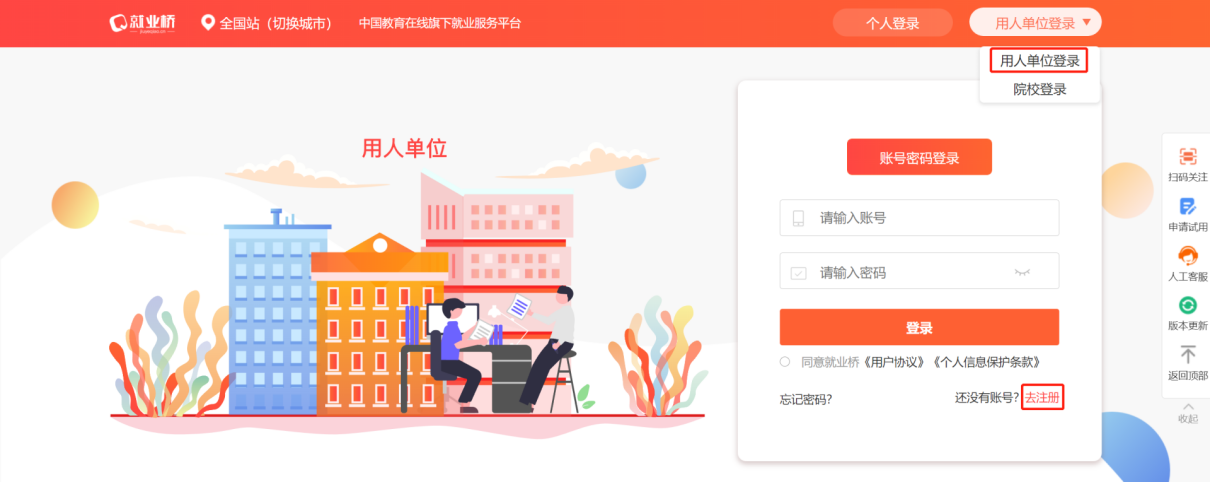 就业桥
全国站（切换城市）
中国教育在线旗下就业服务平台
个人登录
用人单位登录
用人单位登录
院校登录
用人单位
账号密码登录
请输入账号
请输入密码
登录
同意就业桥《用户协议》《个人信息保护条款》
忘记密码?
还没有账号? 去注册
扫码关注
申请试用
人工客服
版本更新
返回顶部
收起